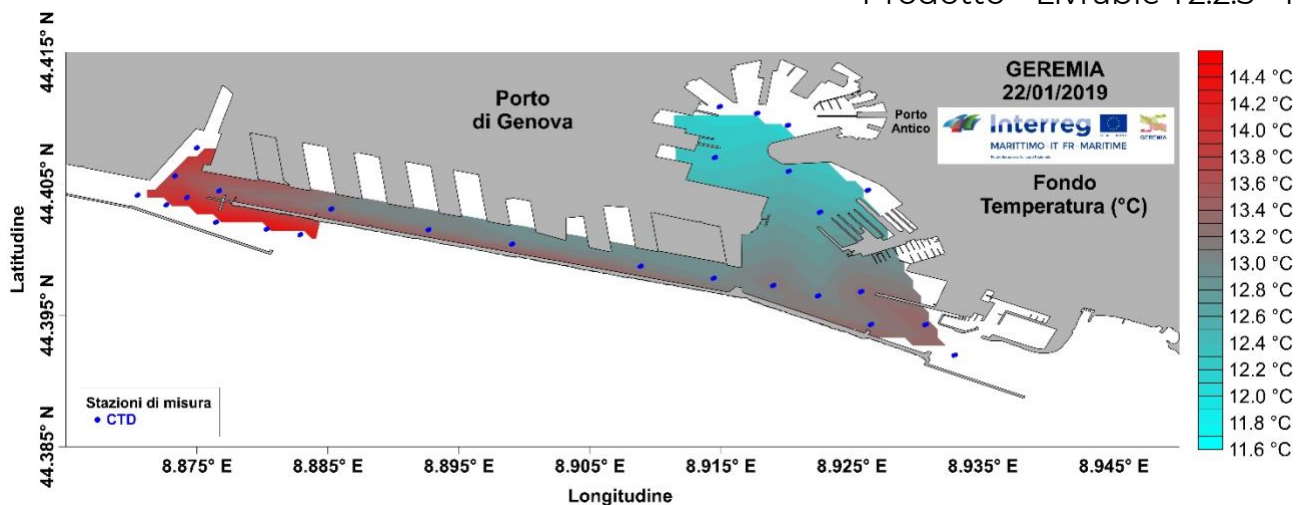 Prodotto - Livrable T2.2.3 -
44.415° N
44.405° N
44.395° N
44.385° N
Latitudine
Porto
di Genova
Porto
Antico
GEREMIA
22/01/2019
Interreg
MARITTIMO-IT FR-MARITIME
GEREMIA
Fondo
Temperatura (°C)
Stazioni di misura
CTD
8.875° E
8.885° E
8.895° E
8.905° E
8.915° E
8.925° E
8.935° E
8.945° E
Longitudine
14.4 °C
14.2 °C
14.0 °C
13.8 °C
13.6 °C
13.4 °C
13.2 °C
13.0 °C
12.8 °C
12.6 °C
12.4 °C
12.2 °C
12.0 °C
11.8 °C
11.6 °C